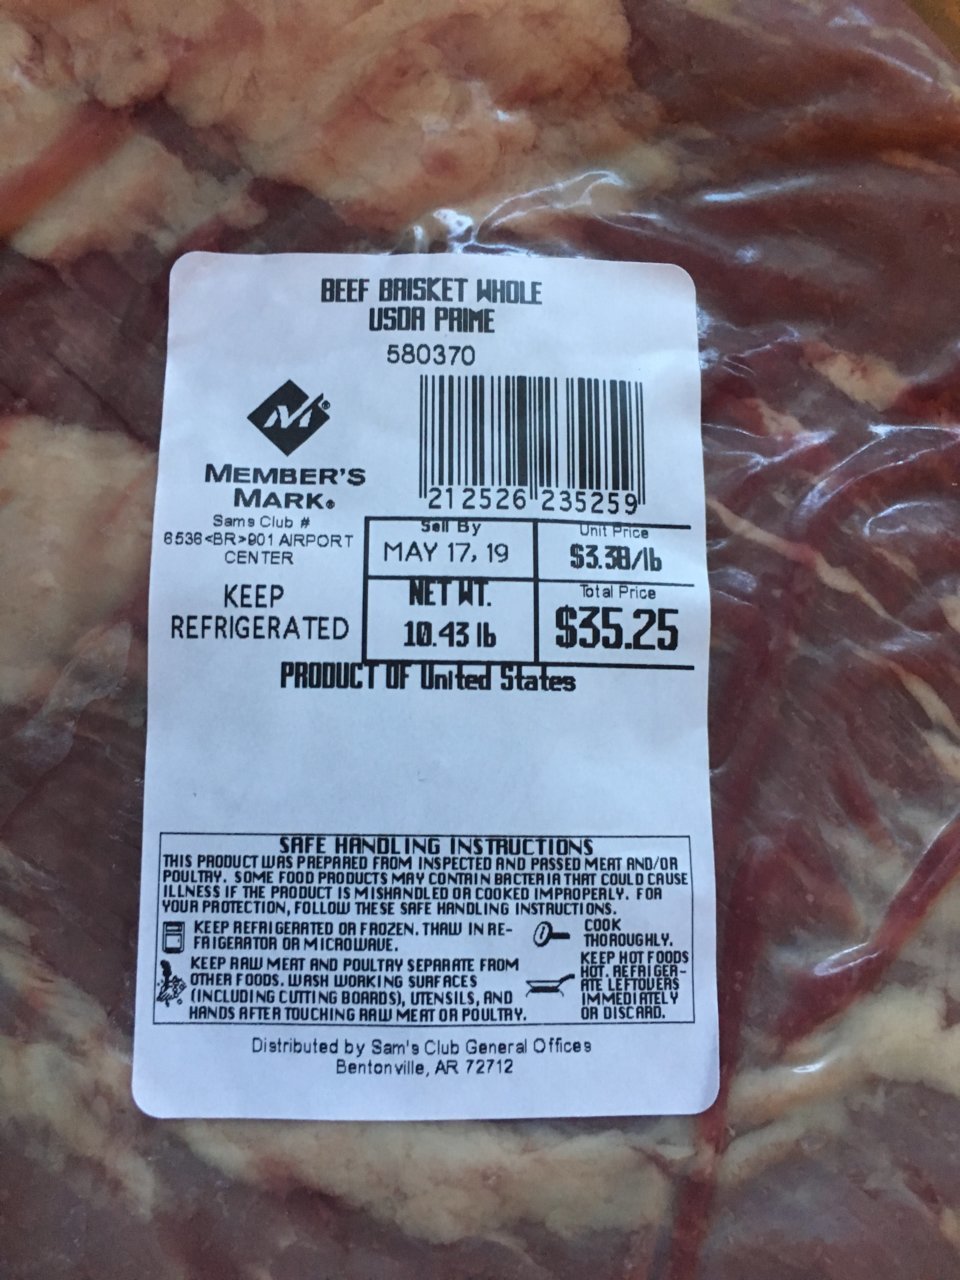 BEEF BRISKET WHOLE
USDA PRIME
580370
MEMBER'S
MARK®
Sams Club #
6536<BR>901 AIRPORT
CENTER
KEEP
REFRIGERATED
2 12526 235259
Sell By
MAY 17, 19
Unit Price
$3.38/lb
NET WT.
10.43 lb
Total Price
$35.25
PRODUCT OF United States
SAFE HANDLING INSTRUCTIONS
THIS PRODUCT WAS PREPARED FROM INSPECTED AND PASSED MEAT AND/OR
POULTRY. SOME FOOD PRODUCTS MAY CONTAIN BACTERIA THAT COULD CAUSE
ILLNESS IF THE PRODUCT IS MISHANDLED OR COOKED IMPROPERLY. FOR
YOUR PROTECTION, FOLLOW THESE SAFE HANDLING INSTRUCTIONS.
KEEP REFRIGERATED OR FROZEN. THAW IN RE-
FRIGERATOR OR MICROWAVE.
KEEP RAW MEAT AND POULTRY SEPARATE FROM
OTHER FOODS. WASH WORKING SURFACES
(INCLUDING CUTTING BOARDS), UTENSILS, AND
HANDS AFTER TOUCHING RAW MEAT OR POULTRY.
COOK
THOROUGHLY.
KEEP HOT FOODS
HOT. REFRIGER-
ATE LEFTOVERS
IMMEDIATELY
OR DISCARD.
Distributed by Sam's Club General Offices
Bentonville, AR 72712